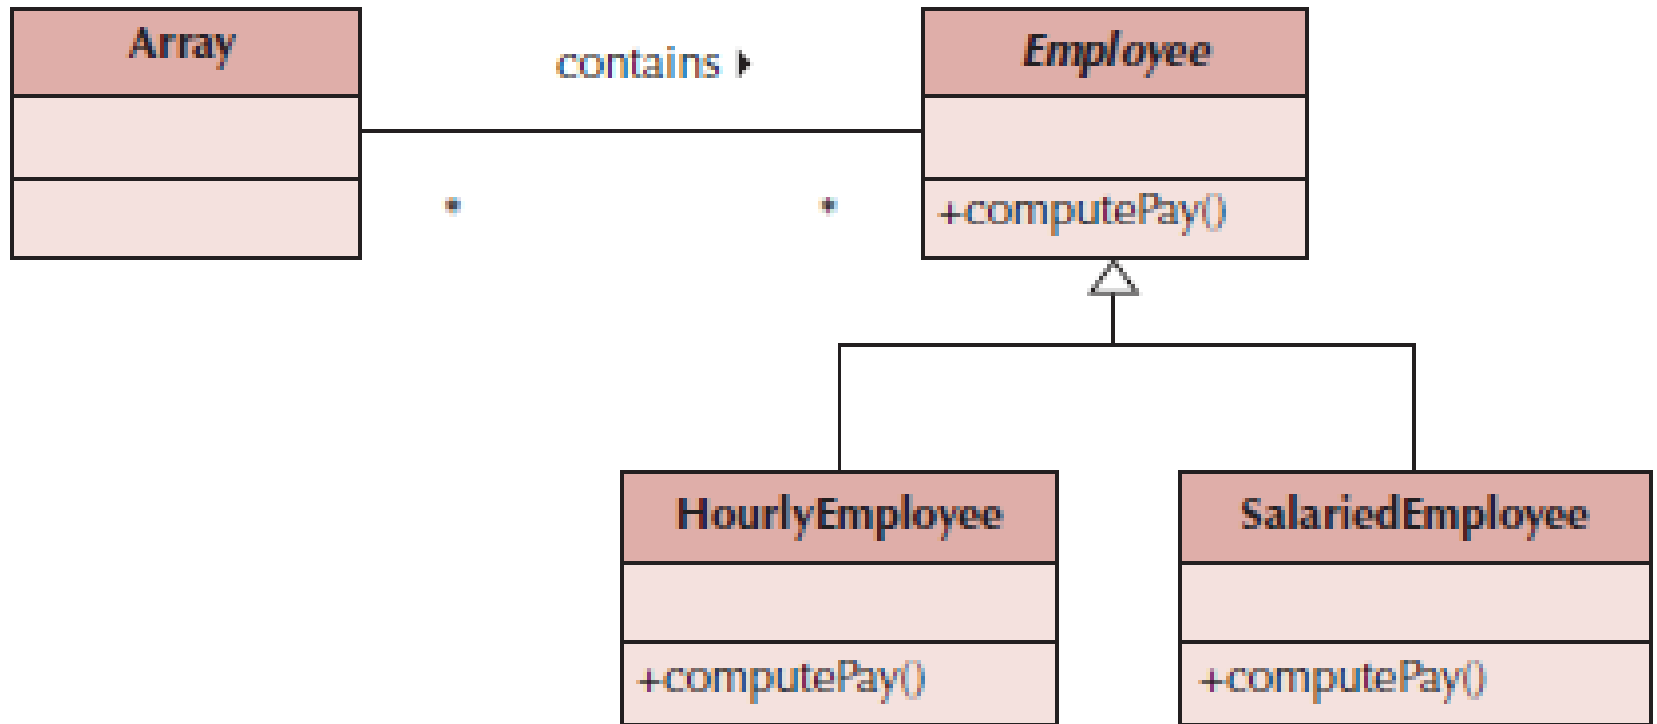 Array
contains ▶
Employee
*
*
+computePay()
HourlyEmployee
SalariedEmployee
+computePay()
+computePay()